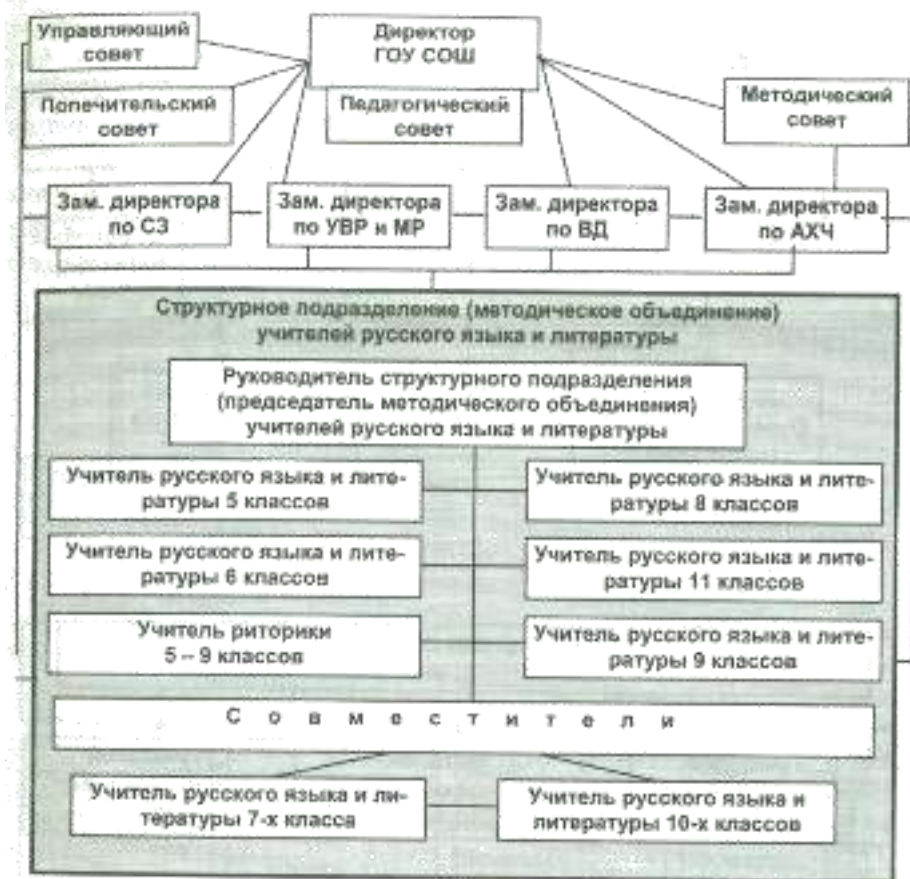 Управляющий
совет
Директор
ГОУ СОШ
Попечительский
совет
Педагогический
совет
Методический
совет
Зам. директора
по СЗ
Зам. директора
по УВР и МР
Зам. директора
по ВД
Зам. директора
по АХЧ
Структурное подразделение (методическое объединение)
учителей русского языка и литературы
Руководитель структурного подразделения
(председатель методического объединения)
учителей русского языка и литературы
Учитель русского языка и лите-
ратуры 5 классов
Учитель русского языка и лите-
ратуры 8 классов
Учитель русского языка и лите-
ратуры 6 классов
Учитель русского языка и лите-
ратуры 11 классов
Учитель риторики
5 – 9 классов
Учитель русского языка и лите-
ратуры 9 классов
С о в м е с т и т е л и
Учитель русского языка и ли-
тературы 7-х класса
Учитель русского языка и
литературы 10-х классов